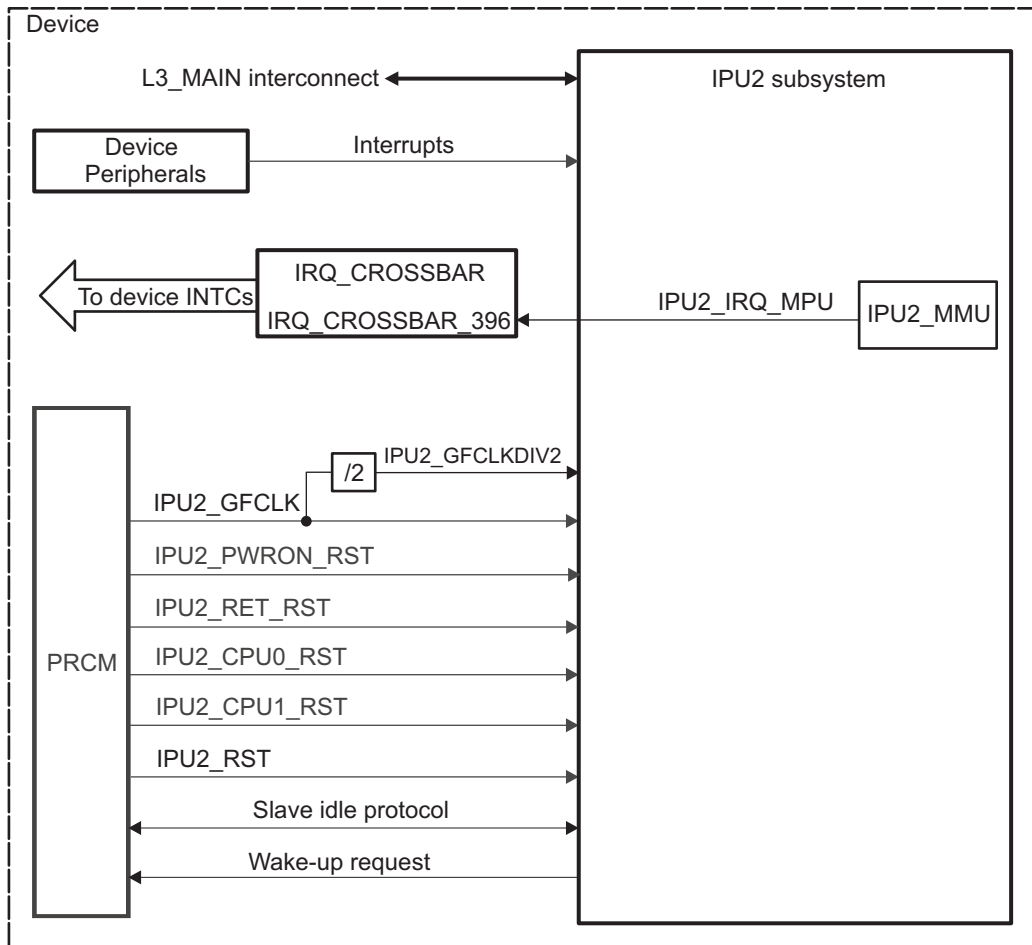 Device
L3_MAIN interconnect
IPU2 subsystem
Device
Peripherals
Interrupts
IRQ_CROSSBAR
To device INTCs
IRQ_CROSSBAR_396
IPU2_IRQ_MPU
IPU2_MMU
/2
IPU2_GFCLKDIV2
IPU2_GFCLK
IPU2_PWRON_RST
IPU2_RET_RST
PRCM
IPU2_CPU0_RST
IPU2_CPU1_RST
IPU2_RST
Slave idle protocol
Wake-up request